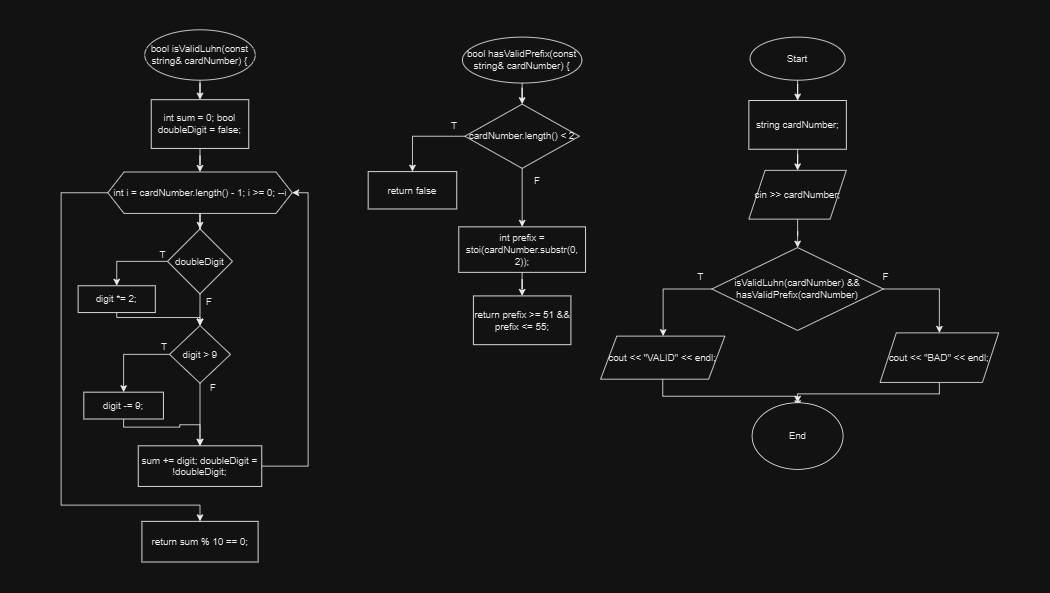 bool isValidLuhn(const
string& cardNumber) {
int sum = 0; bool
doubleDigit = false;
int i = cardNumber.length() - 1; i >= 0; --i
doubleDigit
T
F
digit *= 2;
digit > 9
T
F
digit -= 9;
sum += digit; doubleDigit =
!doubleDigit;
return sum % 10 == 0;
bool hasValidPrefix(const
string& cardNumber) {
cardNumber.length() < 2
T
F
return false
int prefix =
stoi(cardNumber.substr(0,
2));
return prefix >= 51 &&
prefix <= 55;
Start
string cardNumber;
cin >> cardNumber;
isValidLuhn(cardNumber) &&
hasValidPrefix(cardNumber)
T
F
cout << "VALID" << endl;
cout << "BAD" << endl;
End